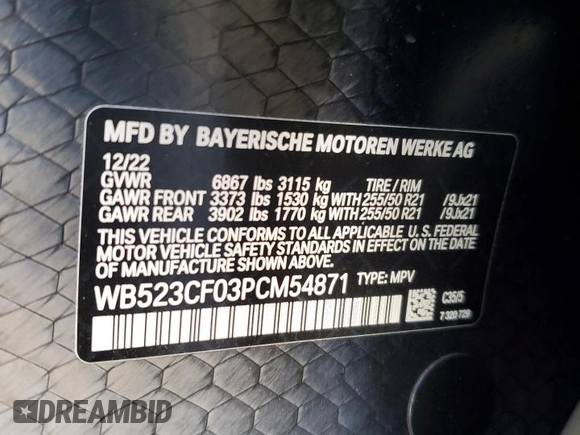 MFD BY BAYERISCHE MOTOREN WERKE AG
12/22
GVWR 6867 lbs 3115 kg TIRE / RIM
GAWR FRONT 3373 lbs 1530 kg WITH 255/50 R21 /9Jx21
GAWR REAR 3902 lbs 1770 kg WITH 255/50 R21 /9Jx21
THIS VEHICLE CONFORMS TO ALL APPLICABLE U. S. FEDERAL
MOTOR VEHICLE SAFETY STANDARDS IN EFFECT ON THE DATE OF
MANUFACTURE SHOWN ABOVE.
WB523CF03PCM54871 TYPE: MPV
C35/5
7 320 729
DREAMBID